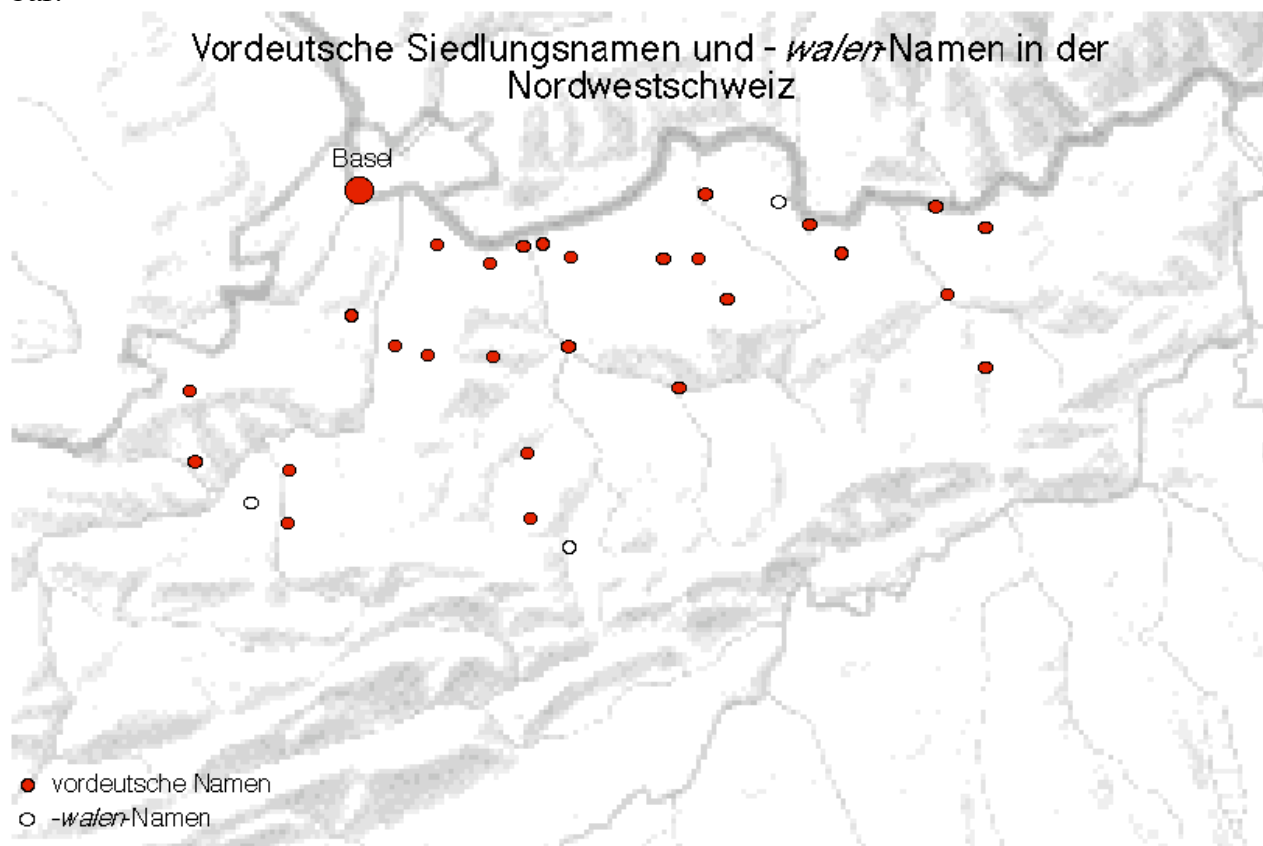 Vordeutsche Siedlungsnamen und -walen-Namen in der
Nordwestschweiz
Basel
vordeutsche Namen
-walen-Namen